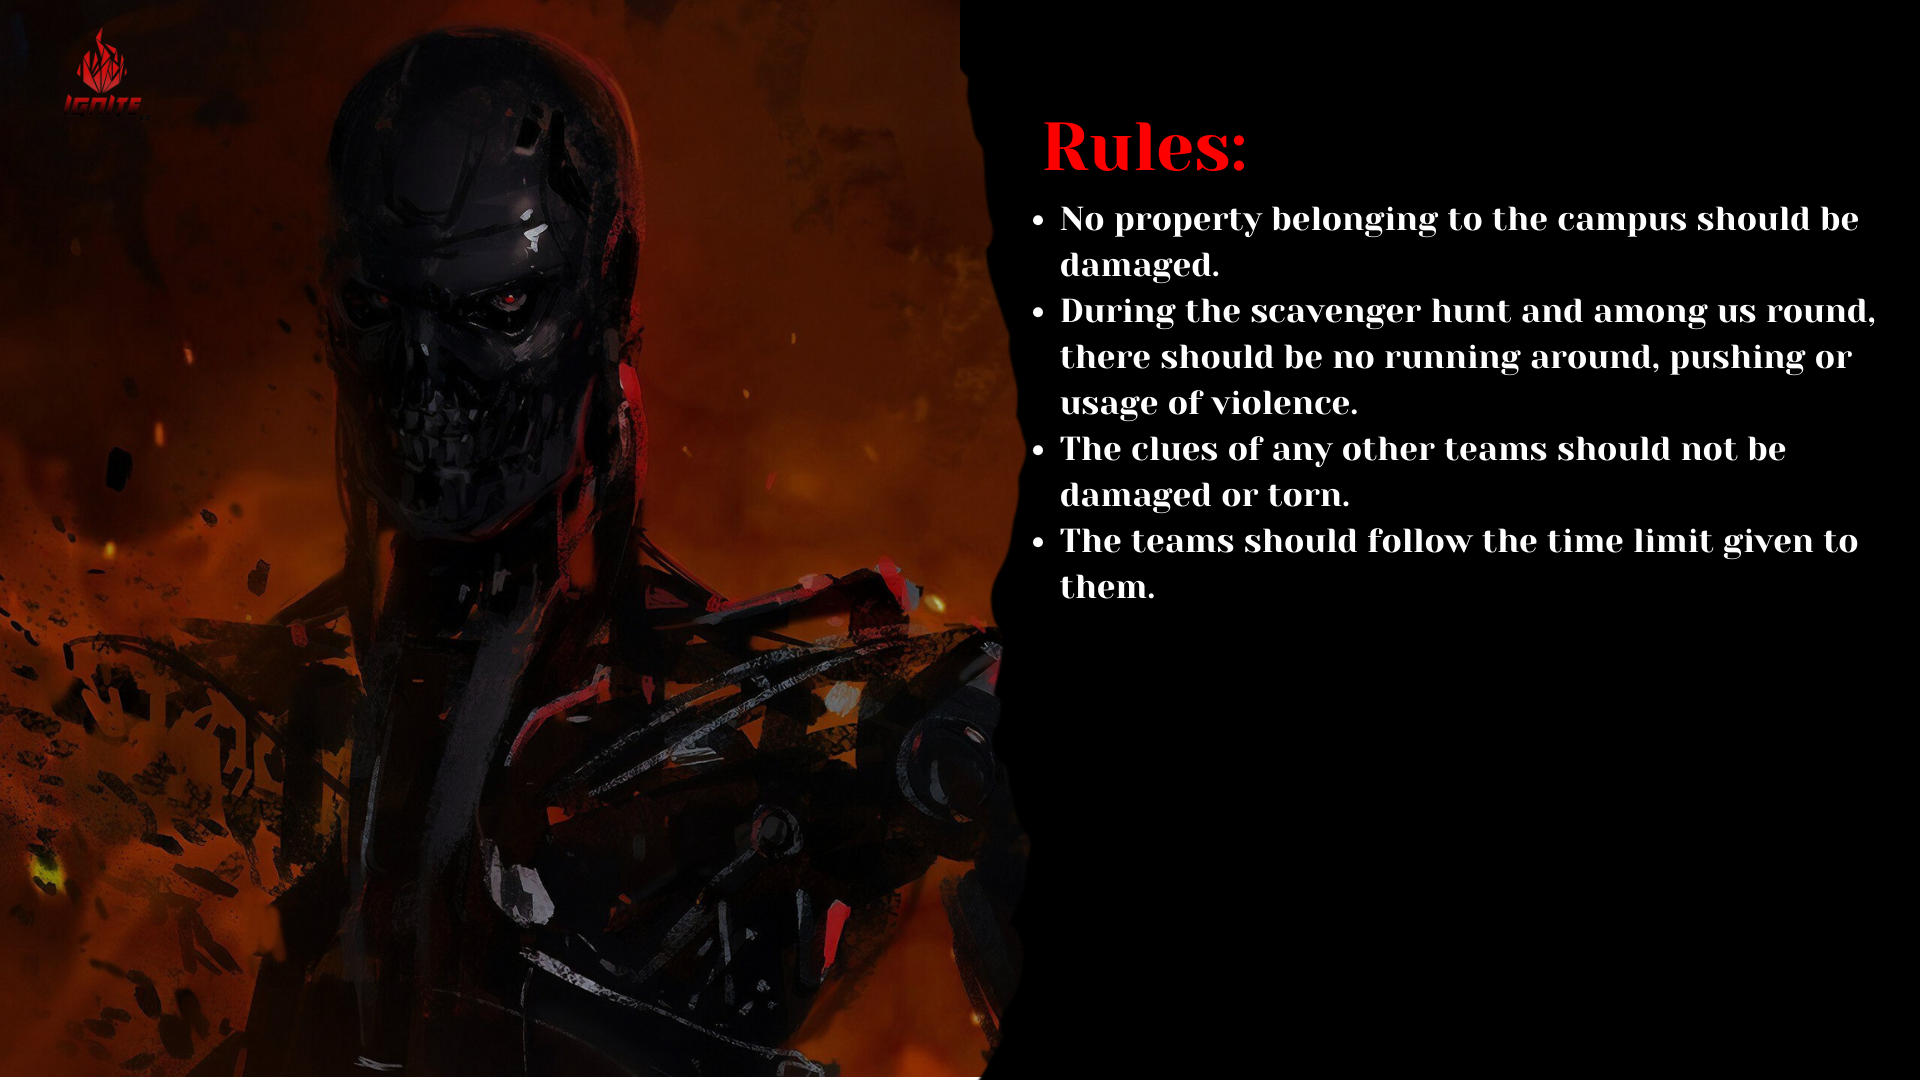 IGNITE
Rules:
• No property belonging to the campus should be
damaged.
• During the scavenger hunt and among us round,
there should be no running around, pushing or
usage of violence.
• The clues of any other teams should not be
damaged or torn.
• The teams should follow the time limit given to
them.